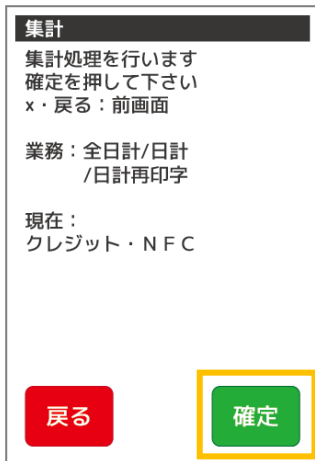 集計
集計処理を行います
確定を押して下さい
x・戻る：前画面
業務：全日計/日計
/日計再印字
現在：
クレジット・ＮＦＣ
戻る
確定